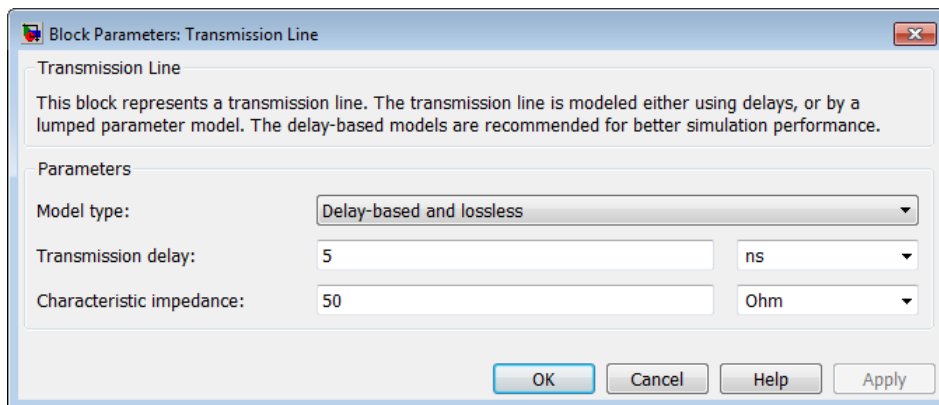 Block Parameters: Transmission Line
Transmission Line
This block represents a transmission line. The transmission line is modeled either using delays, or by a
lumped parameter model. The delay-based models are recommended for better simulation performance.
Parameters
Model type: Delay-based and lossless
Transmission delay: 5 ns
Characteristic impedance: 50 Ohm
OK Cancel Help Apply